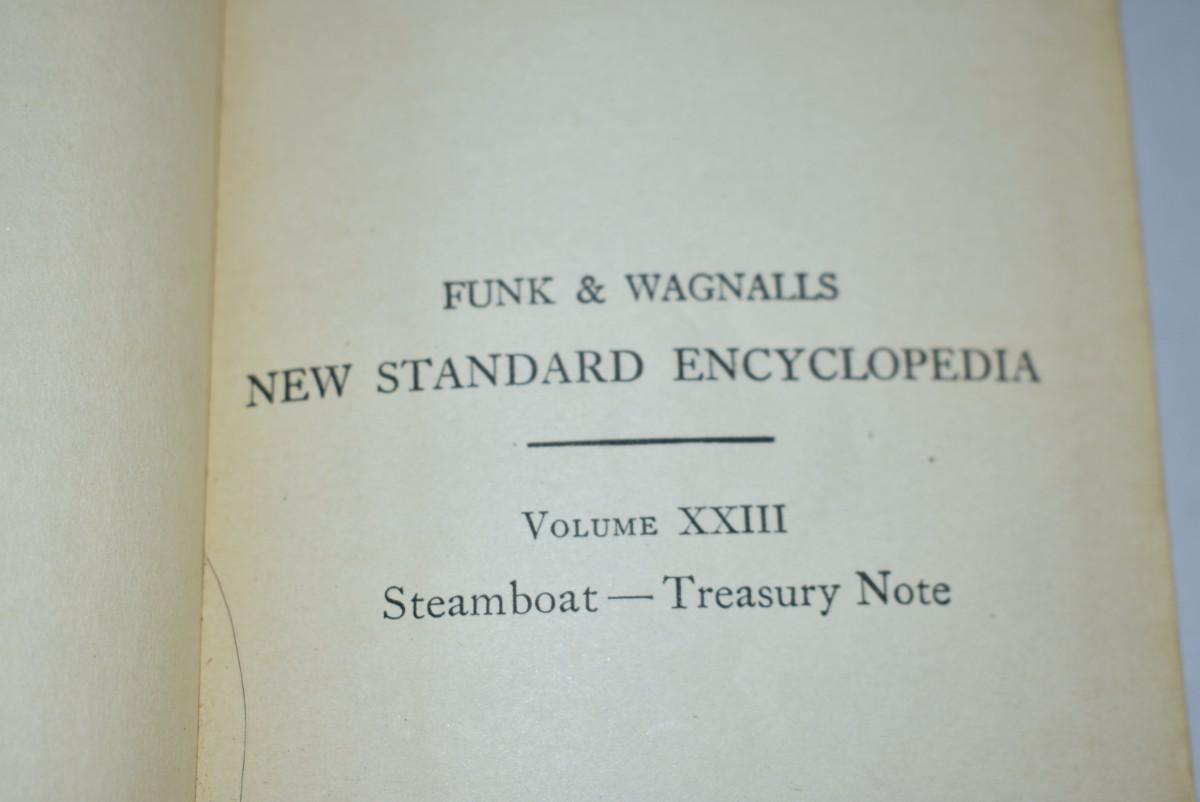 FUNK & WAGNALLS
NEW STANDARD ENCYCLOPEDIA
VOLUME XXIII
Steamboat — Treasury Note